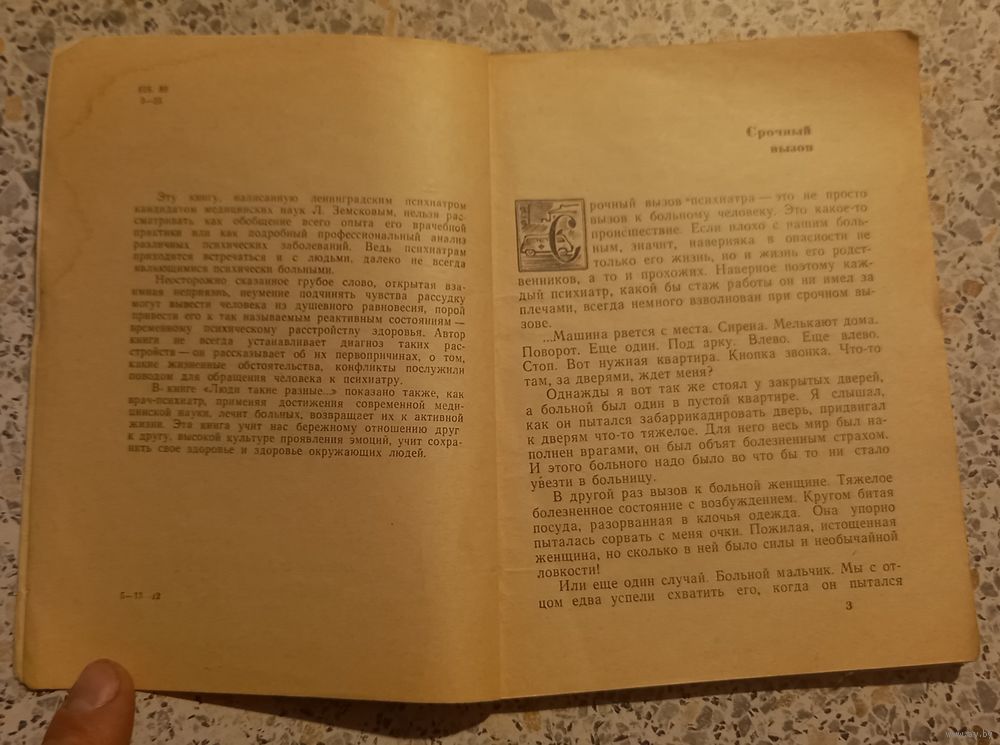 Эту книгу, написанную ленинградским психиатром
кандидатом медицинских наук Л. Земсковым, нельзя рас-
сматривать как обобщение всего опыта его врачебной
практики или как подробный профессиональный анализ
различных психических заболеваний. Ведь психиатрам
приходится встречаться и с людьми, далеко не всегда
являющимися психически больными.
Неосторожно сказанное грубое слово, открытая вза-
имная неприязнь, неумение подчинять чувства рассудку
могут вывести человека из душевного равновесия, порой
привести его к так называемым реактивным состояниям —
временному психическому расстройству здоровья. Автор
книги не всегда устанавливает диагноз таких рас-
стройств — он рассказывает об их первопричинах, о том,
какие жизненные обстоятельства, конфликты послужили
поводом для обращения человека к психиатру.
В книге «Люди такие разные...» показано также, как
врач-психиатр, применяя достижения современной меди-
цинской науки, лечит больных, возвращает их к активной
жизни. Эта книга учит нас бережному отношению друг
к другу, высокой культуре проявления эмоций, учит сохра-
нять свое здоровье и здоровье окружающих людей.
Срочный
вызов
Срочный вызов психиатра — это не просто
вызов к больному человеку. Это какое-то
происшествие. Если плохо с нашим боль-
ным, значит, наверняка в опасности не
только его жизнь, но и жизнь его родст-
венников, а то и прохожих. Наверное поэтому каж-
дый психиатр, какой бы стаж работы он ни имел за
плечами, всегда немного взволнован при срочном вы-
зове.
...Машина рвется с места. Сирена. Мелькают дома.
Поворот. Еще один. Под арку. Влево. Еще влево.
Стоп. Вот нужная квартира. Кнопка звонка. Что-то
там, за дверями, ждет меня?
Однажды я вот так же стоял у закрытых дверей,
а больной был один в пустой квартире. Я слышал,
как он пытался забаррикадировать дверь, придвигал
к дверям что-то тяжелое. Для него весь мир был на-
полнен врагами, он был объят болезненным страхом.
И этого больного надо было во что бы то ни стало
увезти в больницу.
В другой раз вызов к больной женщине. Тяжелое
болезненное состояние с возбуждением. Кругом битая
посуда, разорванная в клочья одежда. Она упорно
пыталась сорвать с меня очки. Пожилая, истощенная
женщина, но сколько в ней было силы и необычайной
ловкости!
Или еще один случай. Больной мальчик. Мы с от-
цом едва успели схватить его, когда он пытался
3
www.ay.by